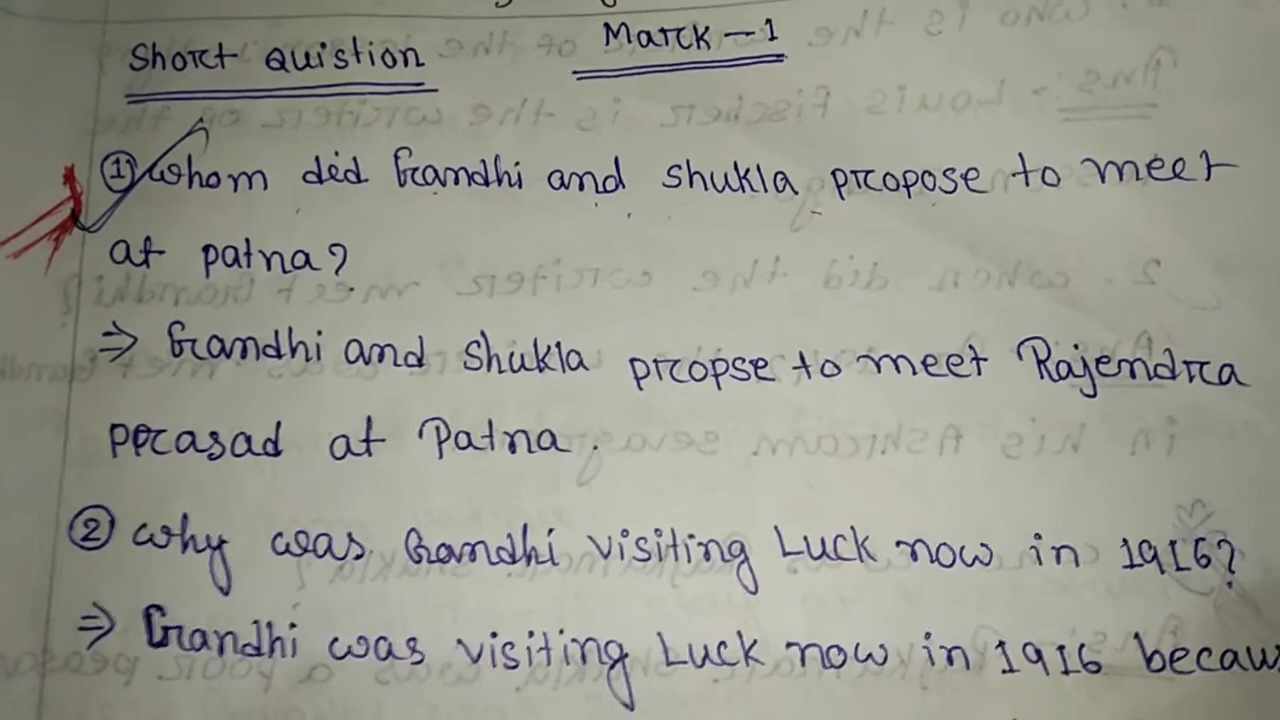 Short Quistion Mark - 1
① Whom did Gandhi and Shukla propose to meet
at patna?
⇒ Gandhi and Shukla propse to meet Rajendra
prasad at Patna.
② Why was Gandhi visiting Luck now in 1916?
⇒ Gandhi was visiting Luck now in 1916 becau